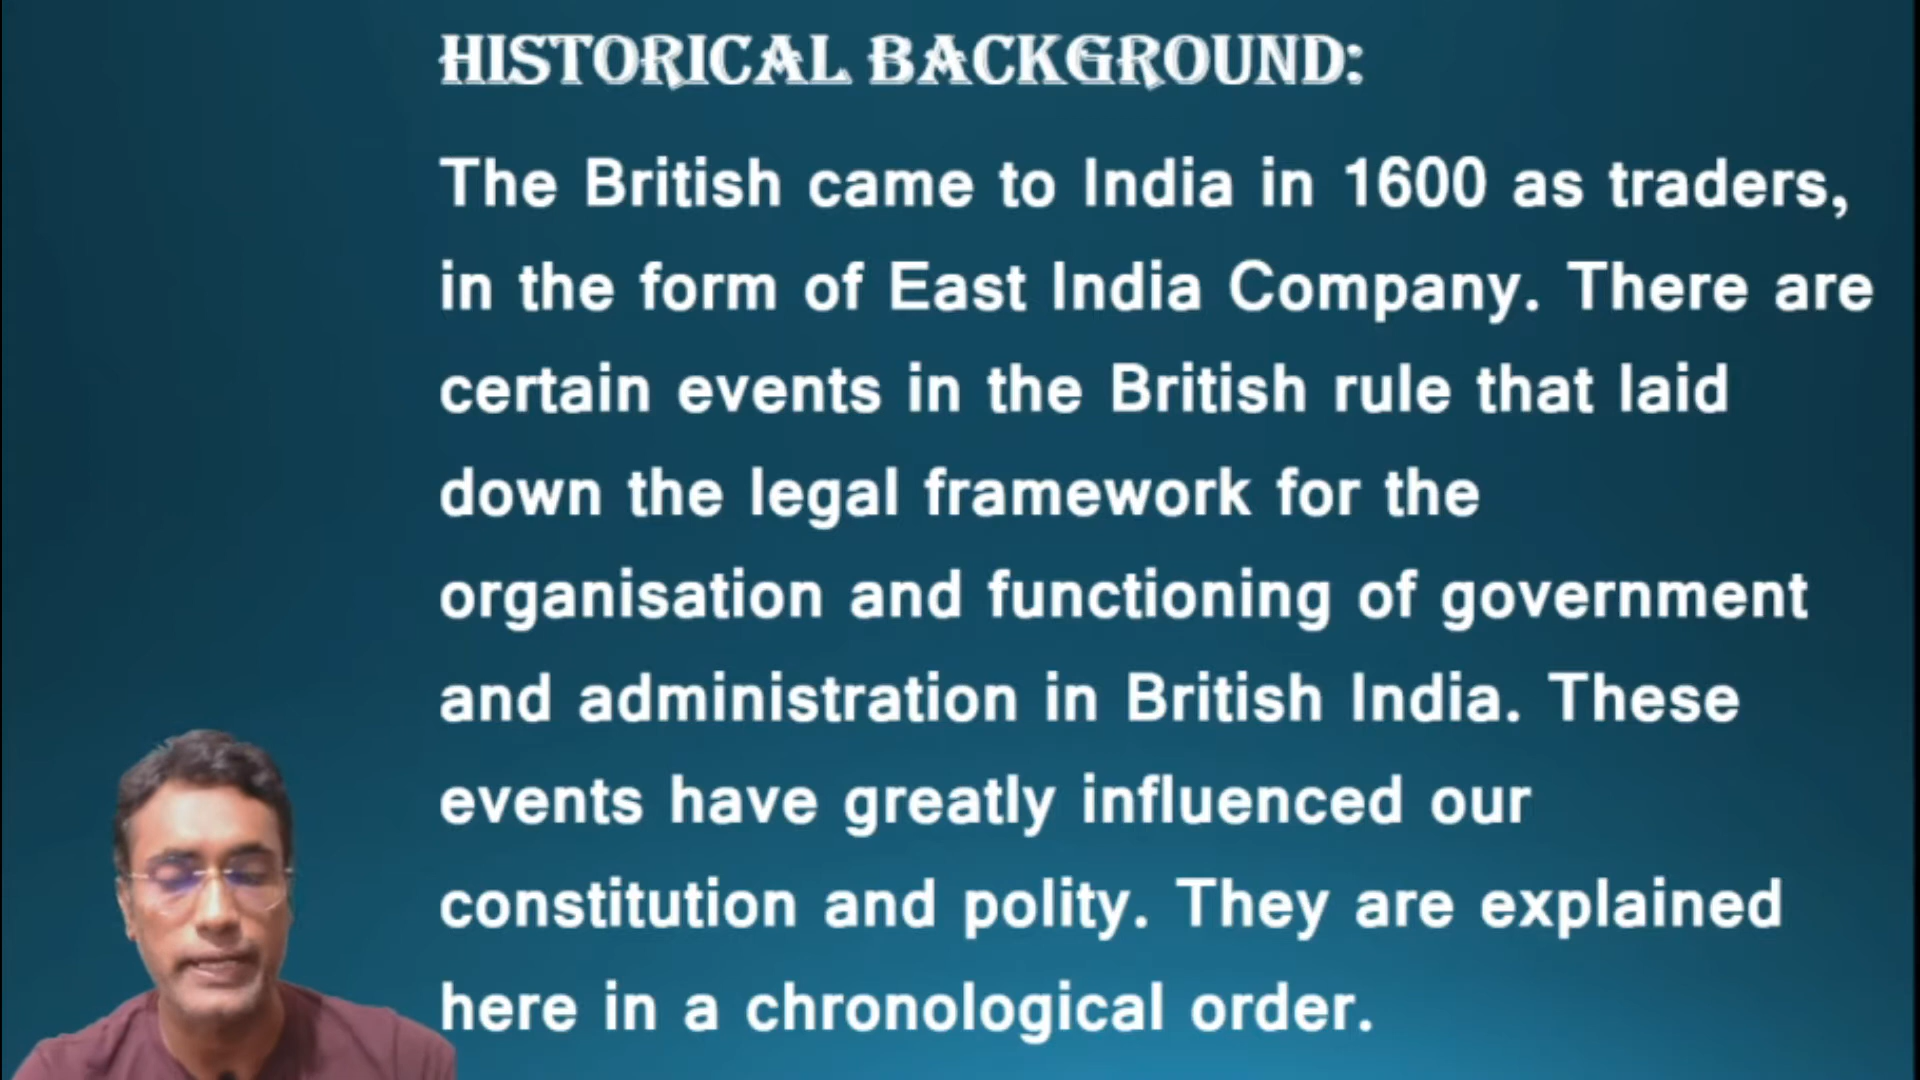 HISTORICAL BACKGROUND:
The British came to India in 1600 as traders,
in the form of East India Company. There are
certain events in the British rule that laid
down the legal framework for the
organisation and functioning of government
and administration in British India. These
events have greatly influenced our
constitution and polity. They are explained
here in a chronological order.